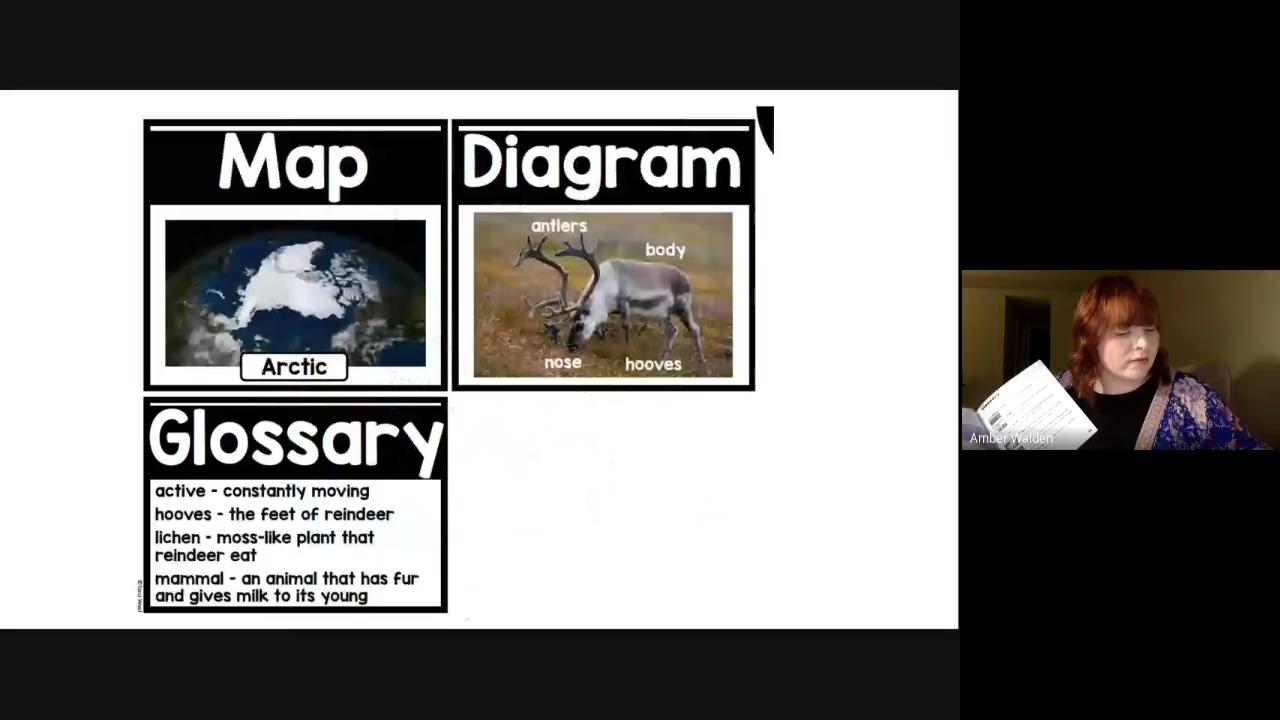 Map
Diagram
Arctic
antlers
body
nose
hooves
Glossary
active - constantly moving
hooves - the feet of reindeer
lichen - moss-like plant that
reindeer eat
mammal - an animal that has fur
and gives milk to its young
Glossary
Amber Walden